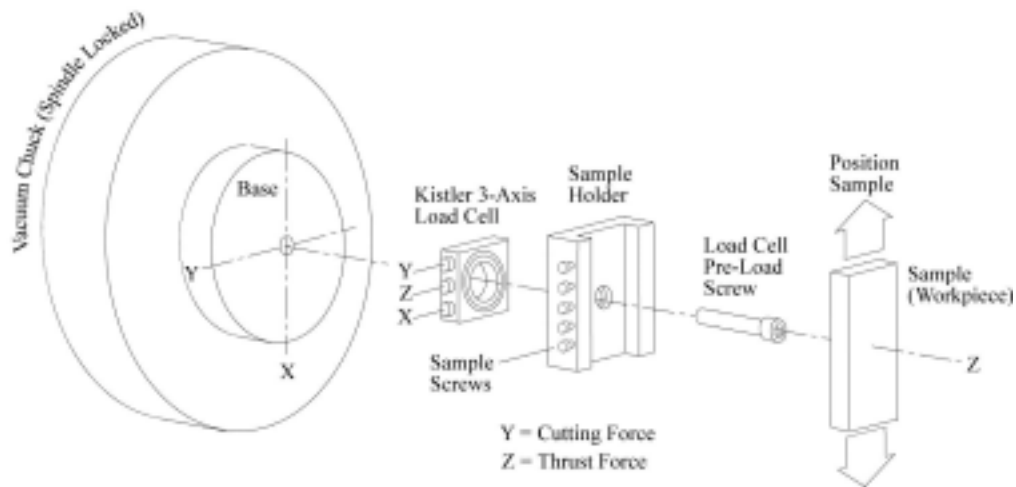 Vacuum Chuck (Spindle Locked)
Base
Y
X
Kistler 3-Axis
Load Cell
Y
Z
X
Sample
Holder
Sample
Screws
Load Cell
Pre-Load
Screw
Position
Sample
Sample
(Workpiece)
Z
Y = Cutting Force
Z = Thrust Force